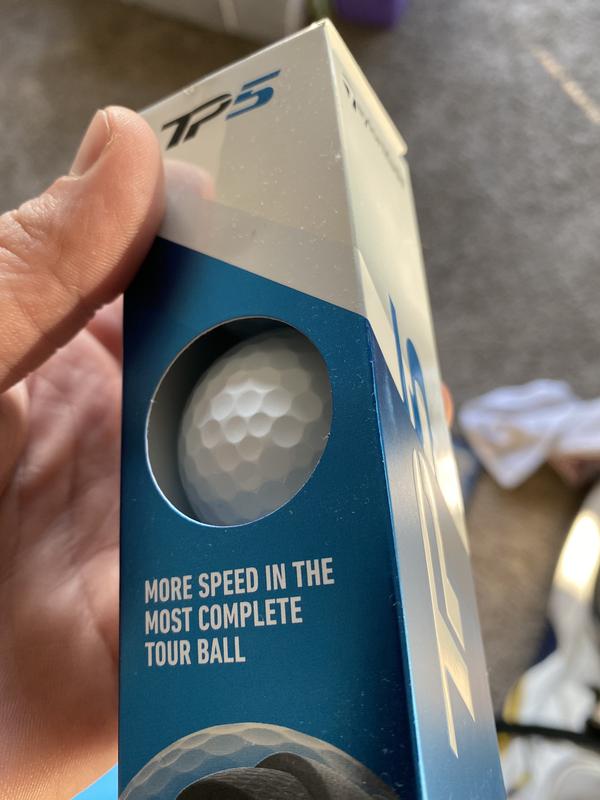 TP5
MORE SPEED IN THE
MOST COMPLETE
TOUR BALL